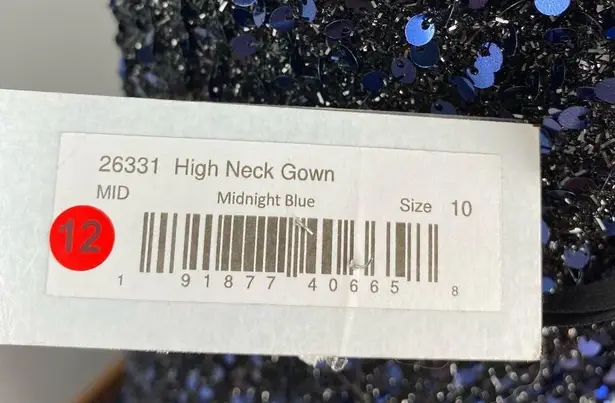 26331 High Neck Gown
MID Midnight Blue Size 10
12
1 91877 40665 8